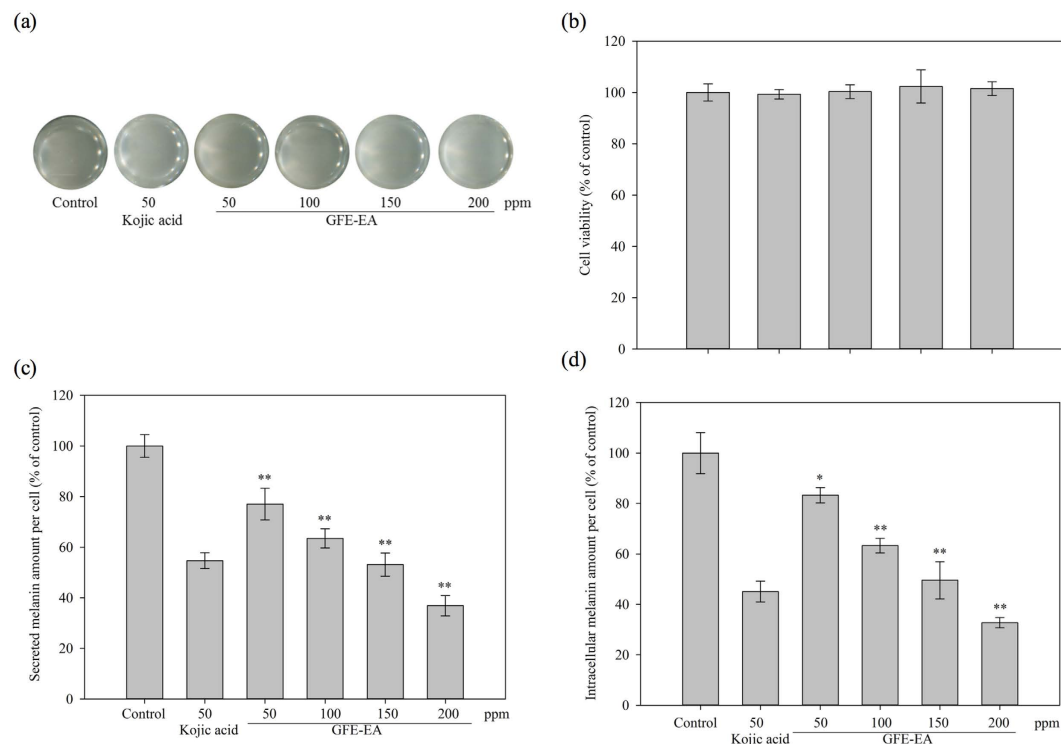 (a)
Control 50 50 100 150 200 ppm
Kojic acid GFE-EA
(b)
Cell viability (% of control)
120
100
80
60
40
20
0
(c)
Secreted melanin amount per cell (% of control)
120
100
80
60
40
20
0
** ** ** **
Control 50 50 100 150 200 ppm
Kojic acid GFE-EA
(d)
Intracellular melanin amount per cell (% of control)
120
100
80
60
40
20
0
* ** ** **
Control 50 50 100 150 200 ppm
Kojic acid GFE-EA